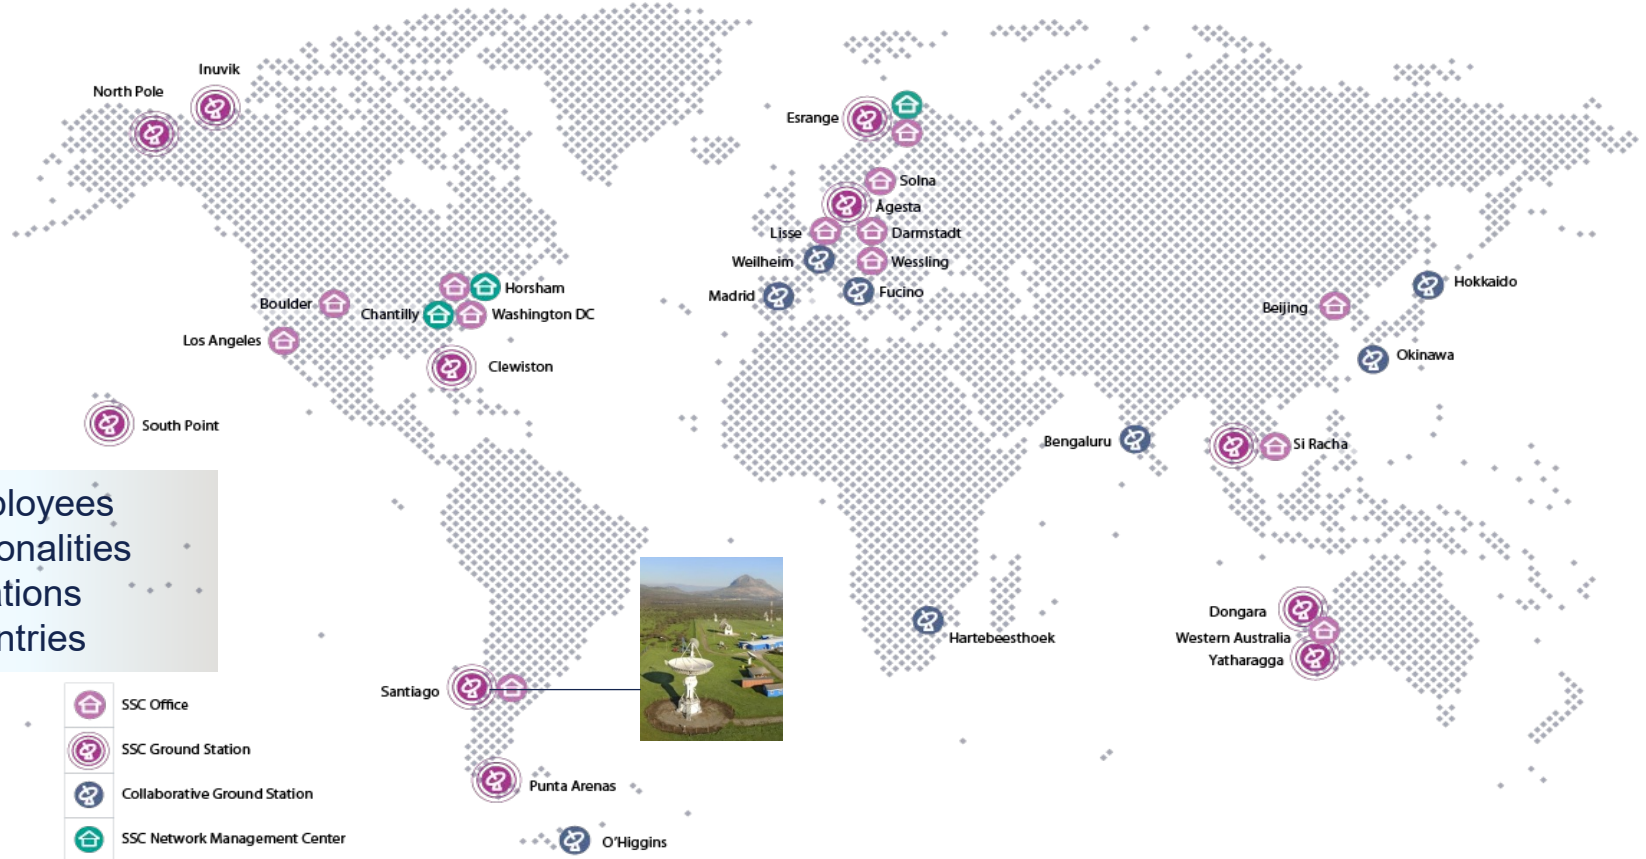 Inuvik
North Pole
Esrange
Solna
Ågesta
Lisse
Darmstadt
Weilheim
Wessling
Madrid
Fucino
Horsham
Boulder
Chantilly
Washington DC
Los Angeles
Clewiston
South Point
Hokkaido
Beijing
Okinawa
Bengaluru
Si Racha
ployees
onalities
ations
ntries
Dongara
Western Australia
Yatharagga
Hartebeesthoek
Santiago
Punta Arenas
O'Higgins
SSC Office
SSC Ground Station
Collaborative Ground Station
SSC Network Management Center